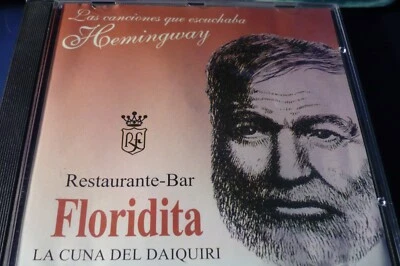 Las canciones que escuchaba
Hemingway
Restaurante-Bar
Floridita
LA CUNA DEL DAIQUIRI